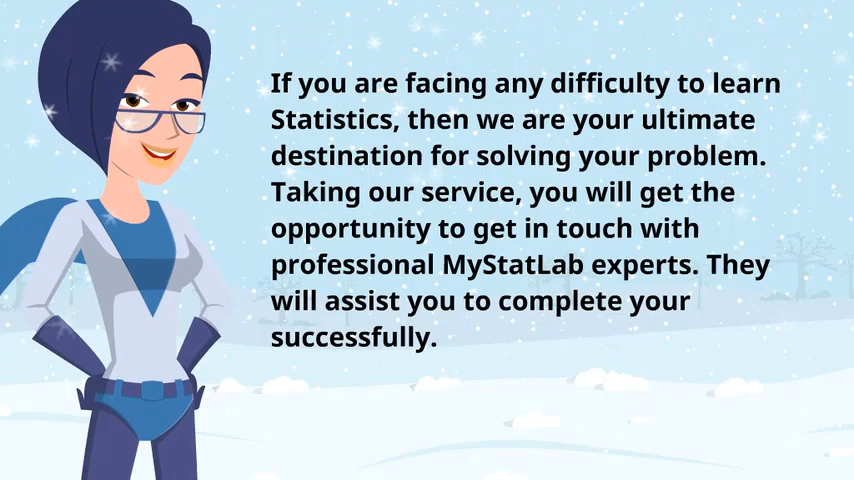 If you are facing any difficulty to learn
Statistics, then we are your ultimate
destination for solving your problem.
Taking our service, you will get the
opportunity to get in touch with
professional MyStatLab experts. They
will assist you to complete your
successfully.